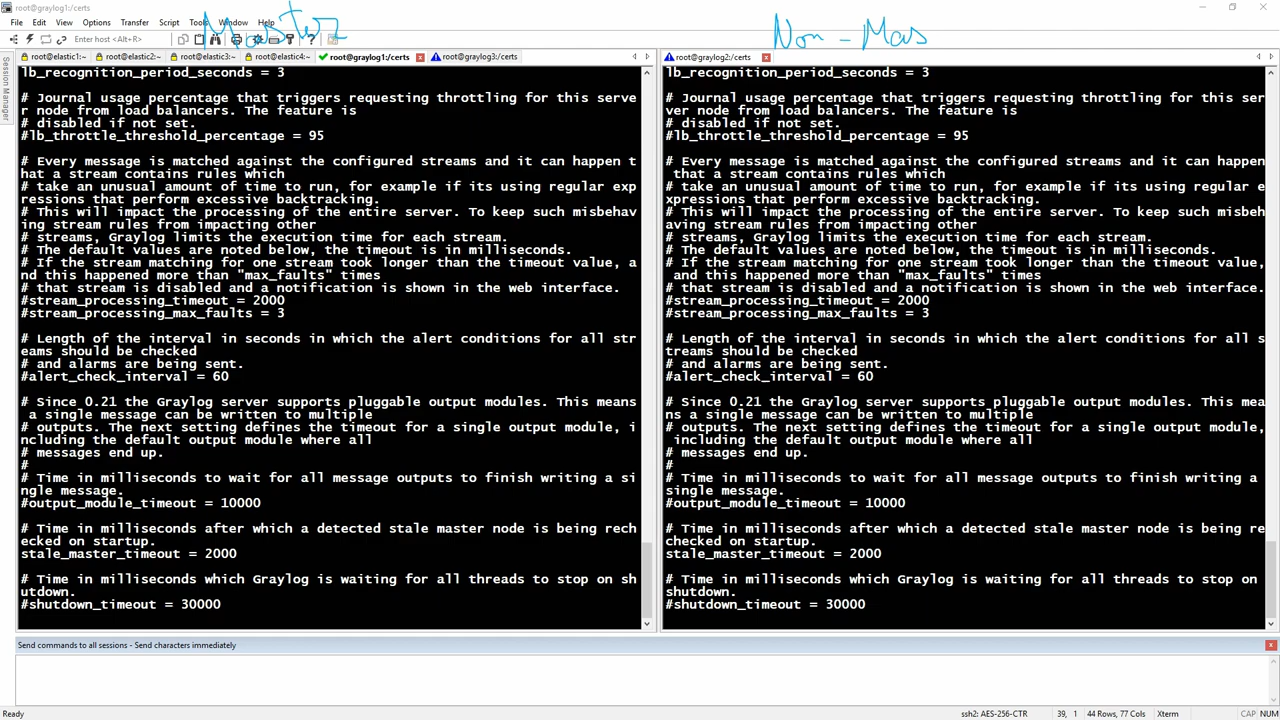 root@graylog1:/certs
File Edit View Options Transfer Script Tools Window Help
Master
Non - Mas
Enter host <Alt+R>
Session Manager
root@elastic1:~ root@elastic2:~ root@elastic3:~ root@elastic4:~ root@graylog1:/certs root@graylog3:/certs
lb_recognition_period_seconds = 3
# Journal usage percentage that triggers requesting throttling for this serve
r node from load balancers. The feature is
# disabled if not set.
#lb_throttle_threshold_percentage = 95
# Every message is matched against the configured streams and it can happen t
hat a stream contains rules which
# take an unusual amount of time to run, for example if its using regular exp
ressions that perform excessive backtracking.
# This will impact the processing of the entire server. To keep such misbehav
ing stream rules from impacting other
# streams, Graylog limits the execution time for each stream.
# The default values are noted below, the timeout is in milliseconds.
# If the stream matching for one stream took longer than the timeout value, a
nd this happened more than "max_faults" times
# that stream is disabled and a notification is shown in the web interface.
#stream_processing_timeout = 2000
#stream_processing_max_faults = 3
# Length of the interval in seconds in which the alert conditions for all str
eams should be checked
# and alarms are being sent.
#alert_check_interval = 60
# Since 0.21 the Graylog server supports pluggable output modules. This means
 a single message can be written to multiple
# outputs. The next setting defines the timeout for a single output module, i
ncluding the default output module where all
# messages end up.
#
# Time in milliseconds to wait for all message outputs to finish writing a si
ngle message.
#output_module_timeout = 10000
# Time in milliseconds after which a detected stale master node is being rech
ecked on startup.
stale_master_timeout = 2000
# Time in milliseconds which Graylog is waiting for all threads to stop on sh
utdown.
#shutdown_timeout = 30000
root@graylog2:/certs
lb_recognition_period_seconds = 3
# Journal usage percentage that triggers requesting throttling for this ser
ver node from load balancers. The feature is
# disabled if not set.
#lb_throttle_threshold_percentage = 95
# Every message is matched against the configured streams and it can happen
 that a stream contains rules which
# take an unusual amount of time to run, for example if its using regular e
xpressions that perform excessive backtracking.
# This will impact the processing of the entire server. To keep such misbeh
aving stream rules from impacting other
# streams, Graylog limits the execution time for each stream.
# The default values are noted below, the timeout is in milliseconds.
# If the stream matching for one stream took longer than the timeout value,
 and this happened more than "max_faults" times
# that stream is disabled and a notification is shown in the web interface.
#stream_processing_timeout = 2000
#stream_processing_max_faults = 3
# Length of the interval in seconds in which the alert conditions for all s
treams should be checked
# and alarms are being sent.
#alert_check_interval = 60
# Since 0.21 the Graylog server supports pluggable output modules. This mea
ns a single message can be written to multiple
# outputs. The next setting defines the timeout for a single output module,
 including the default output module where all
# messages end up.
#
# Time in milliseconds to wait for all message outputs to finish writing a
single message.
#output_module_timeout = 10000
# Time in milliseconds after which a detected stale master node is being re
checked on startup.
stale_master_timeout = 2000
# Time in milliseconds which Graylog is waiting for all threads to stop on
shutdown.
#shutdown_timeout = 30000
Send commands to all sessions - Send characters immediately
Ready ssh2: AES-256-CTR 39, 1 44 Rows, 77 Cols Xterm CAP NUM